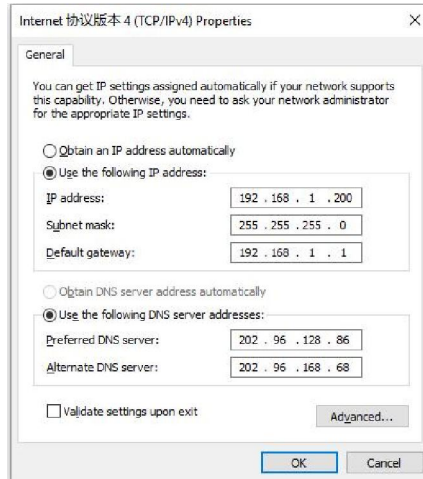 Internet 协议版本 4 (TCP/IPv4) Properties
General
You can get IP settings assigned automatically if your network supports
this capability. Otherwise, you need to ask your network administrator
for the appropriate IP settings.
Obtain an IP address automatically
Use the following IP address:
IP address: 192 . 168 . 1 . 200
Subnet mask: 255 . 255 . 255 . 0
Default gateway: 192 . 168 . 1 . 1
Obtain DNS server address automatically
Use the following DNS server addresses:
Preferred DNS server: 202 . 96 . 128 . 86
Alternate DNS server: 202 . 96 . 168 . 68
Validate settings upon exit
Advanced...
OK Cancel